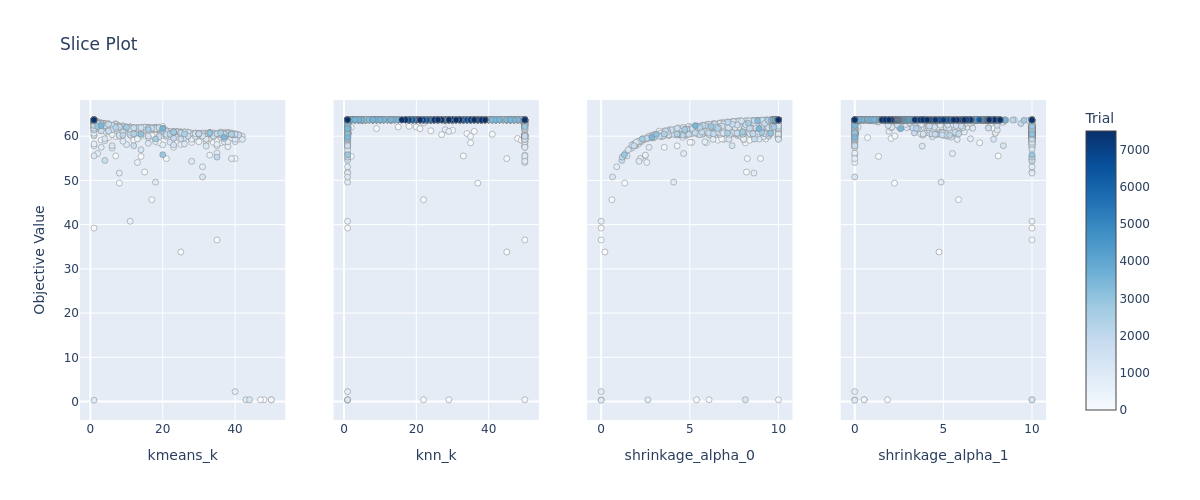 Slice Plot
Objective Value
60
50
40
30
20
10
0
0 20 40
kmeans_k
0 20 40
knn_k
0 5 10
shrinkage_alpha_0
0 5 10
shrinkage_alpha_1
Trial
7000
6000
5000
4000
3000
2000
1000
0